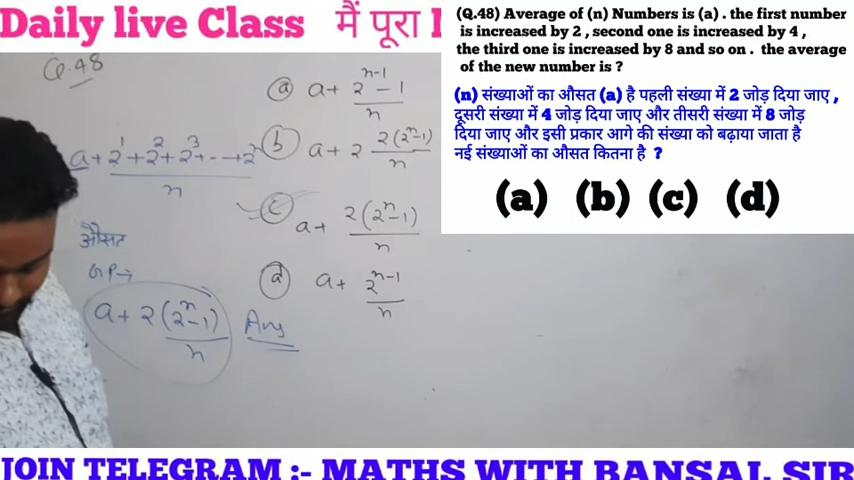 Daily live Class मैं पूरा
(Q.48) Average of (n) Numbers is (a) . the first number
is increased by 2 , second one is increased by 4 ,
the third one is increased by 8 and so on . the average
of the new number is ?
(n) संख्याओं का औसत (a) है पहली संख्या में 2 जोड़ दिया जाए ,
दूसरी संख्या में 4 जोड़ दिया जाए और तीसरी संख्या में 8 जोड़
दिया जाए और इसी प्रकार आगे की संख्या को बढ़ाया जाता है
नई संख्याओं का औसत कितना है ?
(a) (b) (c) (d)
Q.48
a + 2^1 + 2^2 + 2^3 + --- + 2^n / n
औसत
G.P→
a + 2(2^n-1) / n Ans
(a) a + 2^{n-1} - 1 / n
(b) a + 2 2(2^n-1) / n
(c) a + 2(2^n-1) / n
(d) a + 2^{n-1} / n
JOIN TELEGRAM :- MATHS WITH BANSAL SIR